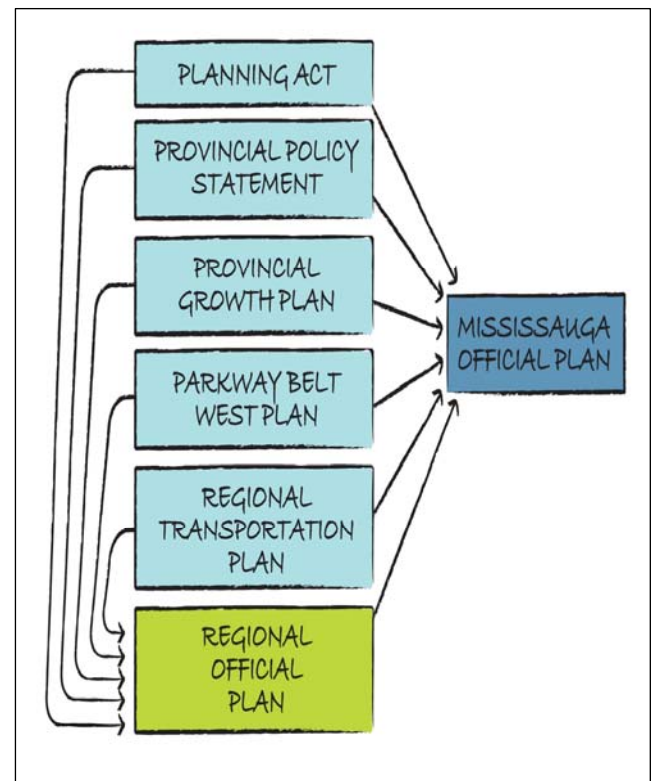 PLANNING ACT
PROVINCIAL POLICY
STATEMENT
PROVINCIAL
GROWTH PLAN
PARKWAY BELT
WEST PLAN
REGIONAL
TRANSPORTATION
PLAN
REGIONAL
OFFICIAL
PLAN
MISSISSAUGA
OFFICIAL PLAN